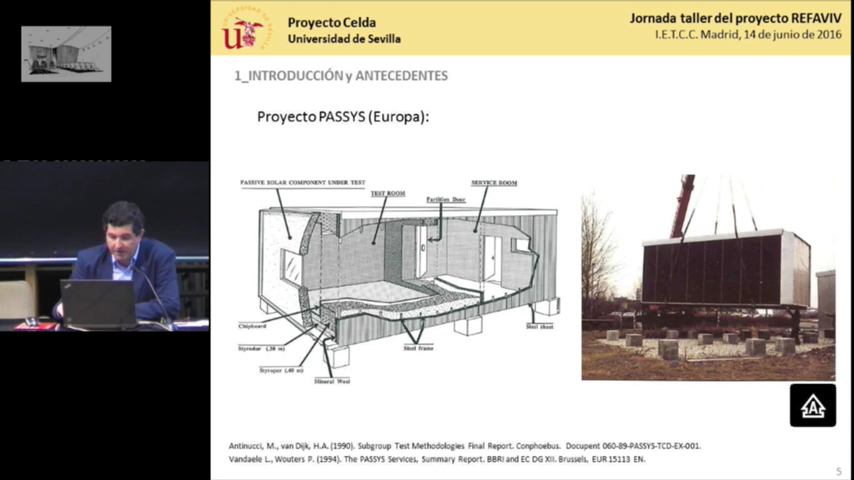 Proyecto Celda
Universidad de Sevilla
Jornada taller del proyecto REFAVIV
I.E.T.C.C. Madrid, 14 de junio de 2016
1_INTRODUCCIÓN y ANTECEDENTES
Proyecto PASSYS (Europa):
PASSIVE SOLAR COMPONENT UNDER TEST
TEST ROOM
SERVICE ROOM
Partition Door
Chipboard
Styrodur (.20 m)
Styropor (.40 m)
Mineral Wool
Steel frame
Steel sheet
Antinucci, M., van Dijk, H.A. (1990). Subgroup Test Methodologies Final Report. Conphoebus. Docupent 060-89-PASSYS-TCD-EX-001.
Vandaele L., Wouters P. (1994). The PASSYS Services, Summary Report. BBRI and EC DG XII. Brussels, EUR 15113 EN.
5